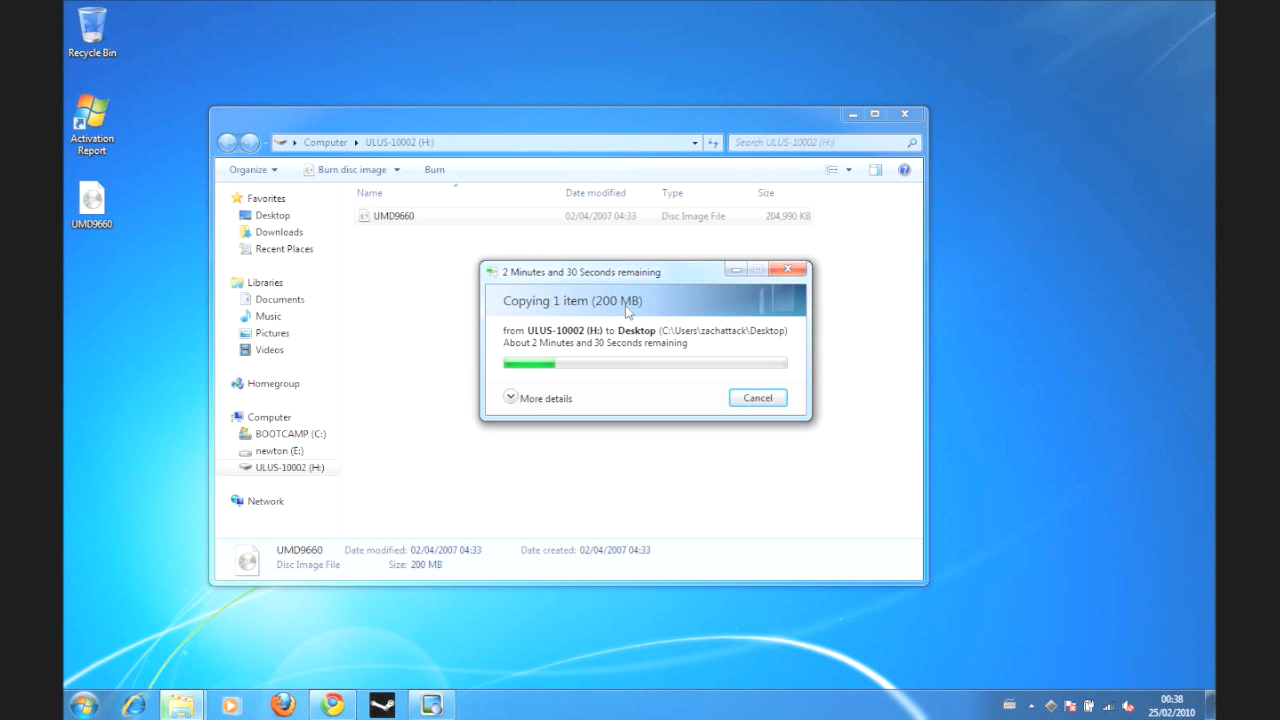 Recycle Bin
Activation
Report
UMD9660
Computer ULUS-10002 (H:)
Search ULUS-10002 (H:)
Organize Burn disc image Burn
Name Date modified Type Size
UMD9660 02/04/2007 04:33 Disc Image File 204,990 KB
Favorites
Desktop
Downloads
Recent Places
Libraries
Documents
Music
Pictures
Videos
Homegroup
Computer
BOOTCAMP (C:)
newton (E:)
ULUS-10002 (H:)
Network
2 Minutes and 30 Seconds remaining
Copying 1 item (200 MB)
from ULUS-10002 (H:) to Desktop (C:\Users\zachattack\Desktop)
About 2 Minutes and 30 Seconds remaining
More details
Cancel
UMD9660 Date modified: 02/04/2007 04:33 Date created: 02/04/2007 04:33
Disc Image File Size: 200 MB
00:38
25/02/2010